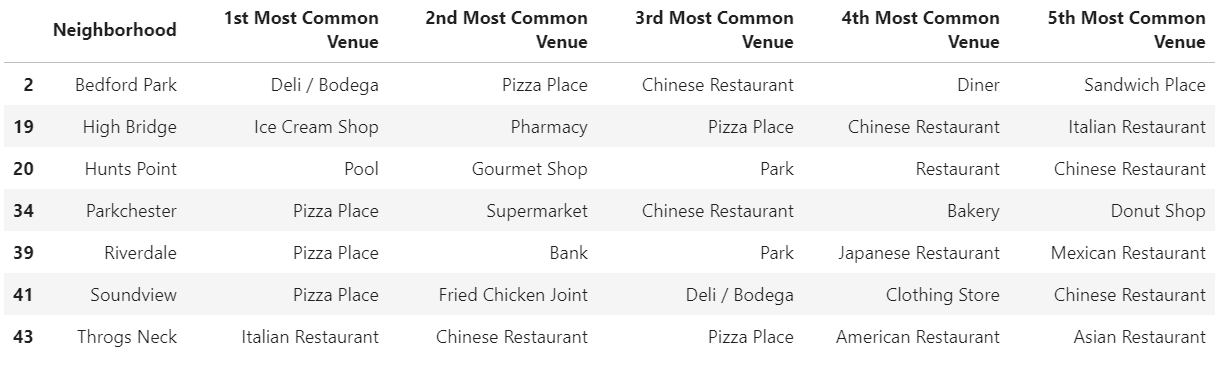 Neighborhood 1st Most Common Venue 2nd Most Common Venue 3rd Most Common Venue 4th Most Common Venue 5th Most Common Venue
2 Bedford Park Deli / Bodega Pizza Place Chinese Restaurant Diner Sandwich Place
19 High Bridge Ice Cream Shop Pharmacy Pizza Place Chinese Restaurant Italian Restaurant
20 Hunts Point Pool Gourmet Shop Park Restaurant Chinese Restaurant
34 Parkchester Pizza Place Supermarket Chinese Restaurant Bakery Donut Shop
39 Riverdale Pizza Place Bank Park Japanese Restaurant Mexican Restaurant
41 Soundview Pizza Place Fried Chicken Joint Deli / Bodega Clothing Store Chinese Restaurant
43 Throgs Neck Italian Restaurant Chinese Restaurant Pizza Place American Restaurant Asian Restaurant